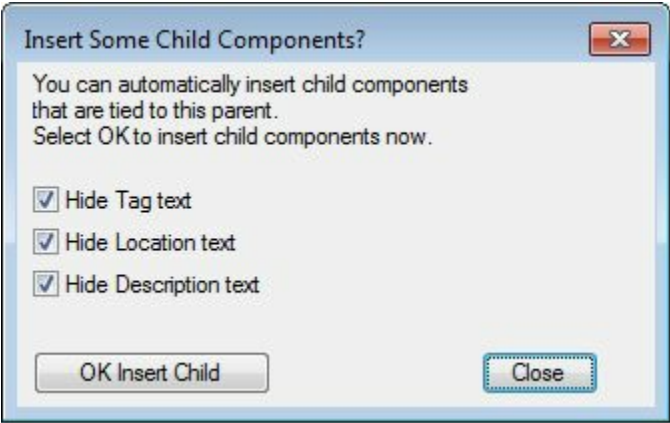 Insert Some Child Components?
You can automatically insert child components
that are tied to this parent.
Select OK to insert child components now.
Hide Tag text
Hide Location text
Hide Description text
OK Insert Child
Close